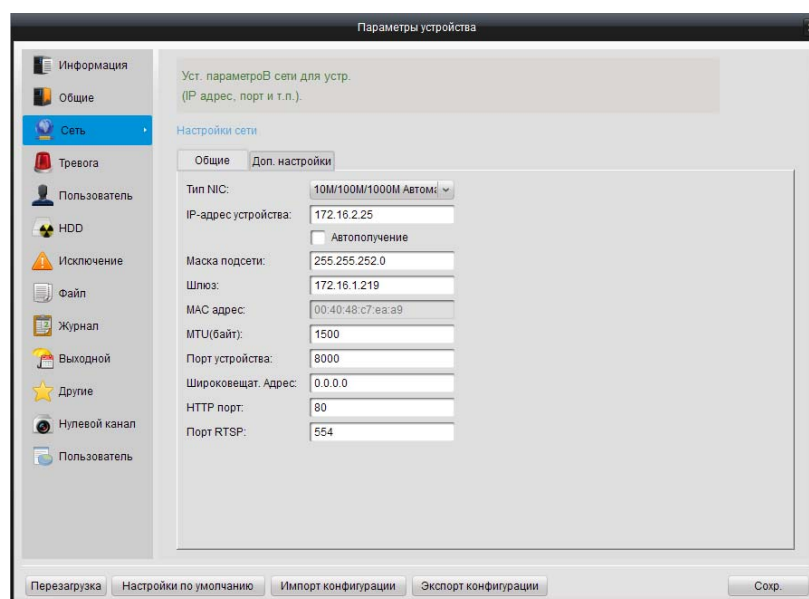 Параметры устройства
Информация
Общие
Сеть
Тревога
Пользователь
HDD
Исключение
Файл
Журнал
Выходной
Другие
Нулевой канал
Пользователь
Уст. параметроВ сети для устр.
(IP адрес, порт и т.п.).
Настройки сети
Общие Доп. настройки
Тип NIC: 10M/100M/1000M Автома
IP-адрес устройства: 172.16.2.25
Автополучение
Маска подсети: 255.255.252.0
Шлюз: 172.16.1.219
MAC адрес: 00:40:48:c7:ea:a9
MTU(байт): 1500
Порт устройства: 8000
Широковещат. Адрес: 0.0.0.0
HTTP порт: 80
Порт RTSP: 554
Перезагрузка Настройки по умолчанию Импорт конфигурации Экспорт конфигурации Сохр.